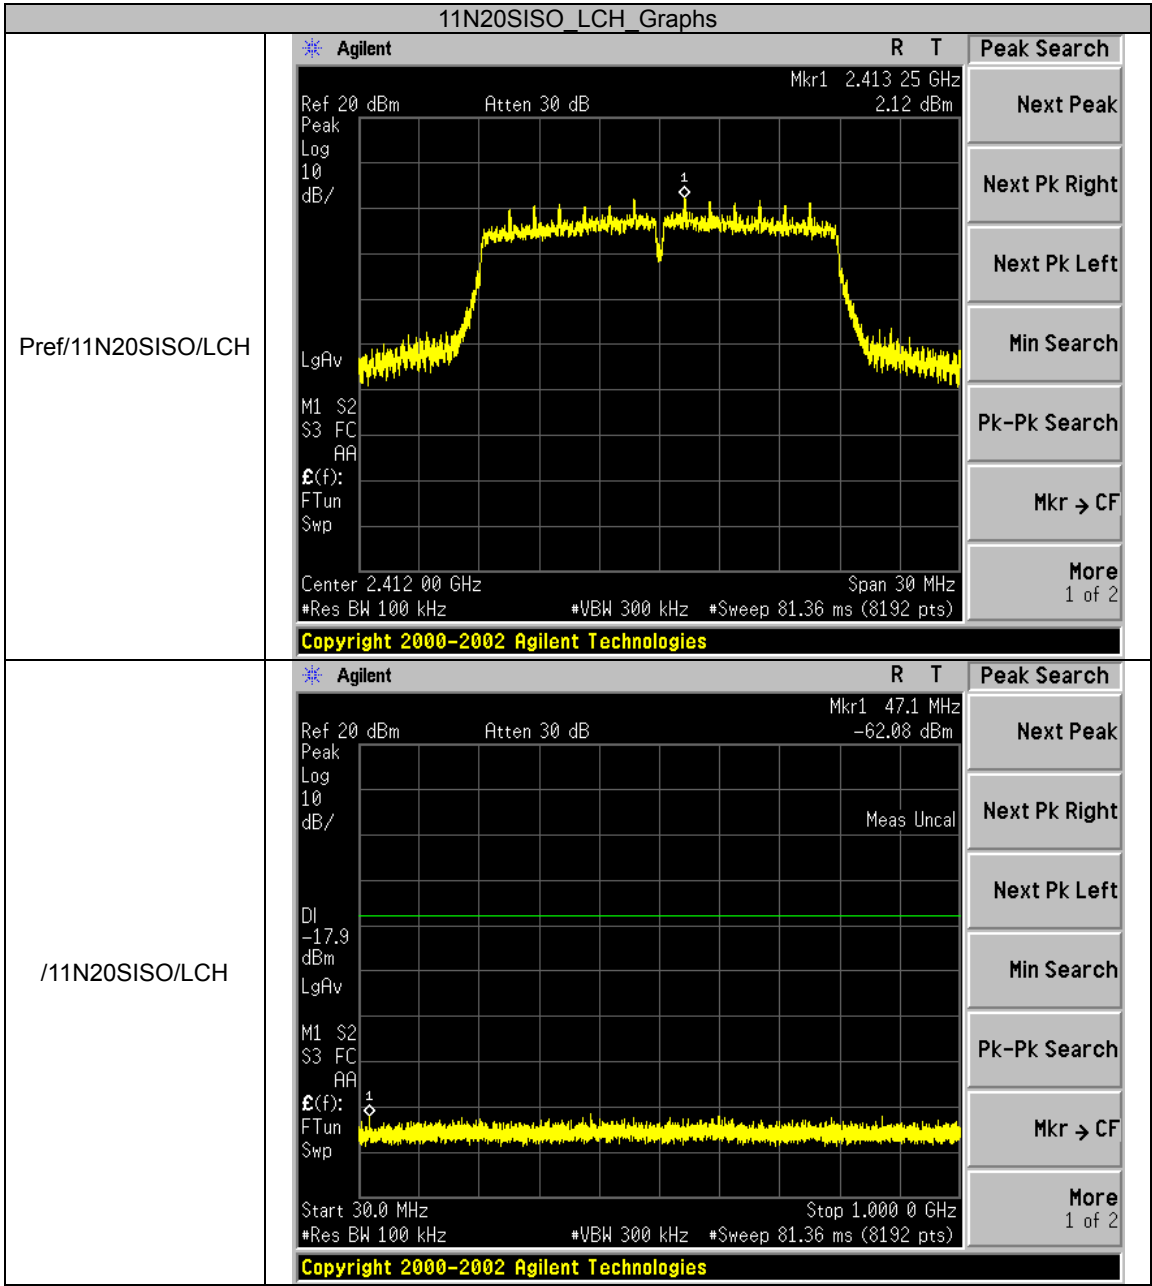 11N20SISO_LCH_Graphs
Pref/11N20SISO/LCH
Agilent R T Peak Search
Mkr1 2.413 25 GHz
Ref 20 dBm Atten 30 dB 2.12 dBm
Peak
Log
10
dB/
1
LgAv
M1 S2
S3 FC
AA
£(f):
FTun
Swp
Center 2.412 00 GHz Span 30 MHz
#Res BW 100 kHz #VBW 300 kHz #Sweep 81.36 ms (8192 pts)
Copyright 2000-2002 Agilent Technologies
Next Peak
Next Pk Right
Next Pk Left
Min Search
Pk-Pk Search
Mkr → CF
More
1 of 2
/11N20SISO/LCH
Agilent R T Peak Search
Mkr1 47.1 MHz
Ref 20 dBm Atten 30 dB -62.08 dBm
Peak
Log
10
dB/
Meas Uncal
DI
-17.9
dBm
LgAv
M1 S2
S3 FC
AA
£(f):
FTun
Swp
1
Start 30.0 MHz Stop 1.000 0 GHz
#Res BW 100 kHz #VBW 300 kHz #Sweep 81.36 ms (8192 pts)
Copyright 2000-2002 Agilent Technologies
Next Peak
Next Pk Right
Next Pk Left
Min Search
Pk-Pk Search
Mkr → CF
More
1 of 2